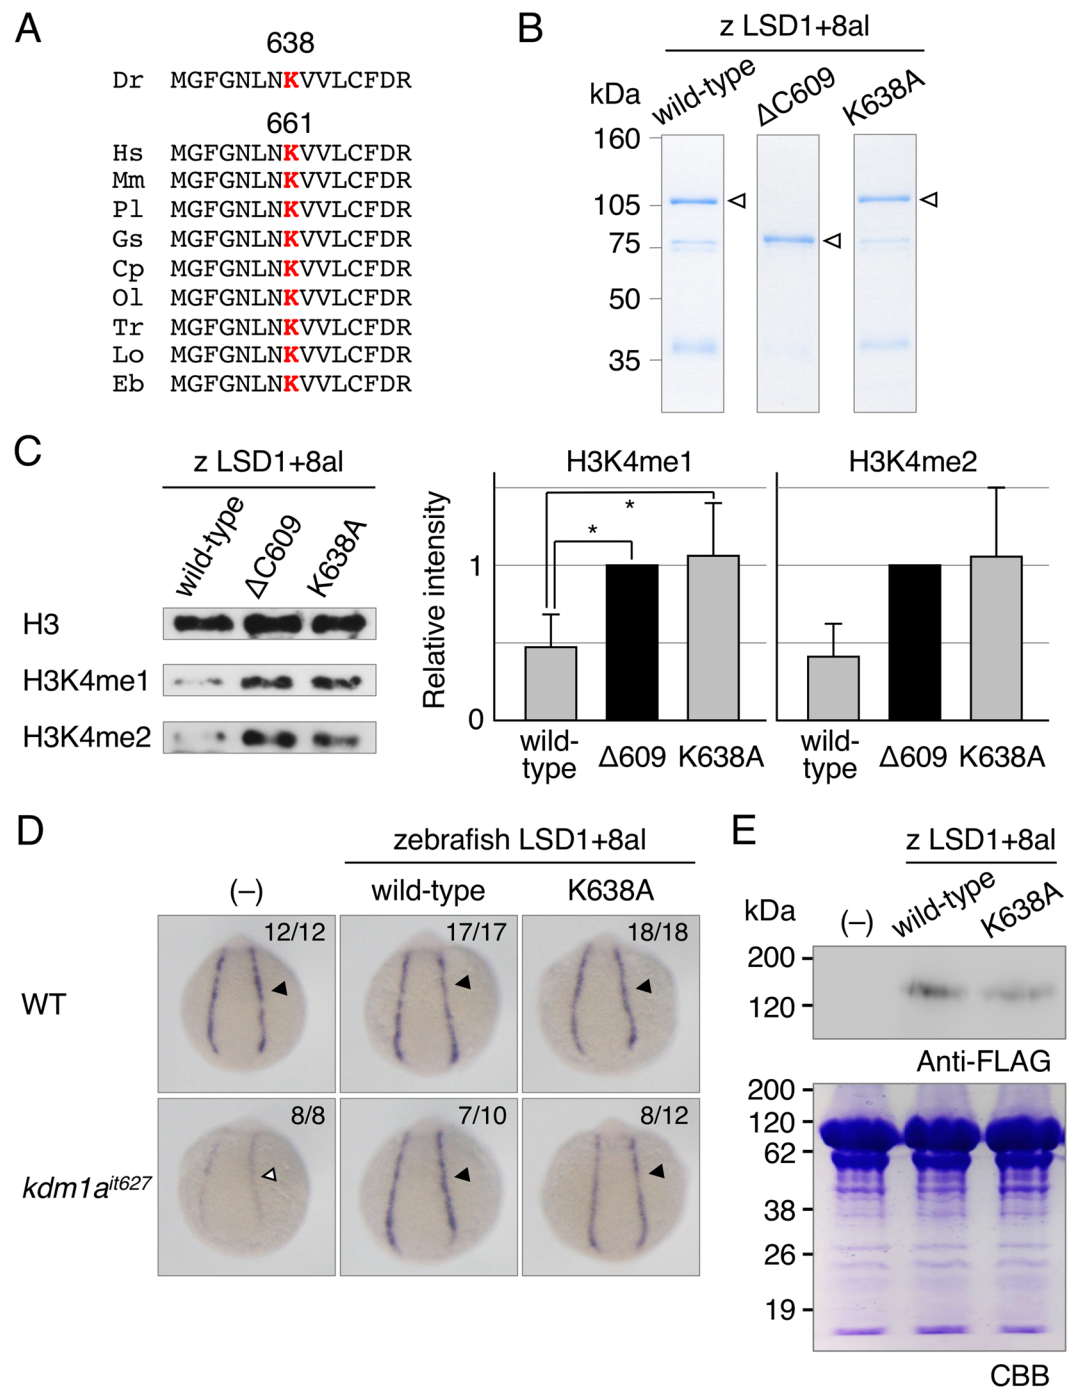 A
638
Dr MGFGNLNKVVLCFDR
661
Hs MGFGNLNKVVLCFDR
Mm MGFGNLNKVVLCFDR
Pl MGFGNLNKVVLCFDR
Gs MGFGNLNKVVLCFDR
Cp MGFGNLNKVVLCFDR
Ol MGFGNLNKVVLCFDR
Tr MGFGNLNKVVLCFDR
Lo MGFGNLNKVVLCFDR
Eb MGFGNLNKVVLCFDR
B
z LSD1+8al
kDa wild-type ΔC609 K638A
160
105
75
50
35
C
z LSD1+8al
wild-type ΔC609 K638A
H3
H3K4me1
H3K4me2
H3K4me1 H3K4me2
Relative intensity
*
*
1
0
wild-type Δ609 K638A
wild-type Δ609 K638A
D
zebrafish LSD1+8al
(–) wild-type K638A
WT 12/12 17/17 18/18
kdm1ait627 8/8 7/10 8/12
E
z LSD1+8al
kDa (–) wild-type K638A
200
120
Anti-FLAG
200
120
62
38
26
19
CBB